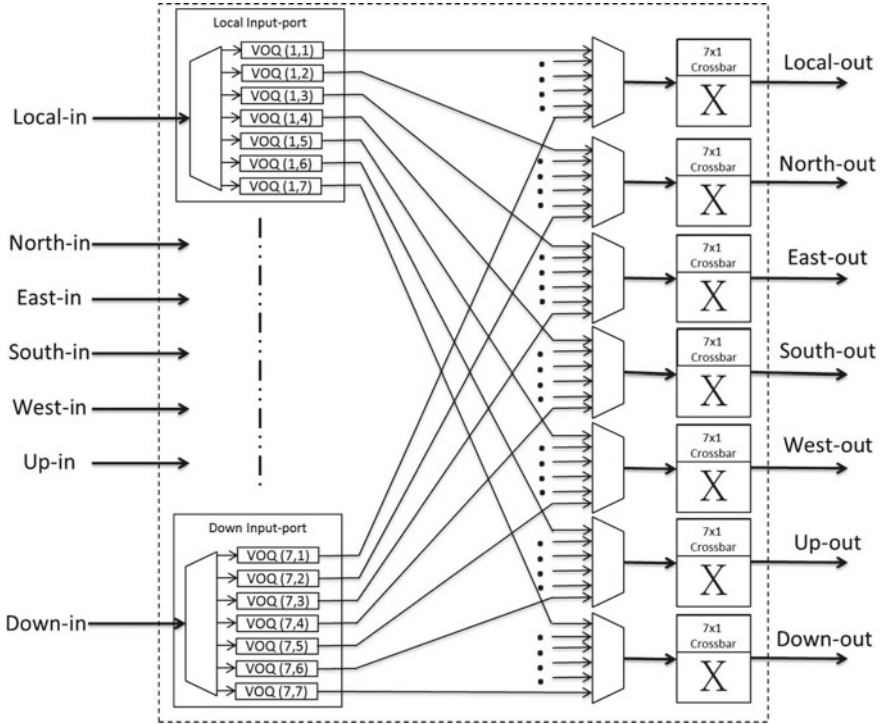 Local Input-port
VOQ (1,1)
VOQ (1,2)
VOQ (1,3)
VOQ (1,4)
VOQ (1,5)
VOQ (1,6)
VOQ (1,7)
Local-in
North-in
East-in
South-in
West-in
Up-in
Down-in
Down Input-port
VOQ (7,1)
VOQ (7,2)
VOQ (7,3)
VOQ (7,4)
VOQ (7,5)
VOQ (7,6)
VOQ (7,7)
7x1
Crossbar
X
Local-out
7x1
Crossbar
X
North-out
7x1
Crossbar
X
East-out
7x1
Crossbar
X
South-out
7x1
Crossbar
X
West-out
7x1
Crossbar
X
Up-out
7x1
Crossbar
X
Down-out